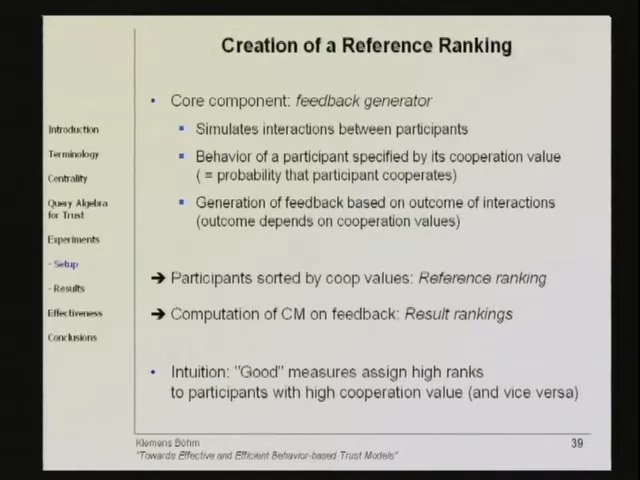 Creation of a Reference Ranking
Introduction
Terminology
Centrality
Query Algebra
for Trust
Experiments
- Setup
- Results
Effectiveness
Conclusions
• Core component: feedback generator
▪ Simulates interactions between participants
▪ Behavior of a participant specified by its cooperation value
( = probability that participant cooperates)
▪ Generation of feedback based on outcome of interactions
(outcome depends on cooperation values)
➔ Participants sorted by coop values: Reference ranking
➔ Computation of CM on feedback: Result rankings
• Intuition: "Good" measures assign high ranks
to participants with high cooperation value (and vice versa)
Klemens Böhm
"Towards Effective and Efficient Behavior-based Trust Models"
39